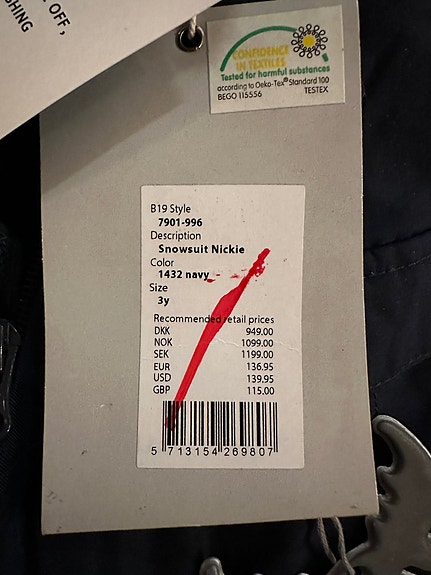 OFF,
SHING
CONFIDENCE
IN TEXTILES
Tested for harmful substances
according to Oeko-Tex® Standard 100
BEGO 115556 TESTEX
B19 Style
7901-996
Description
Snowsuit Nickie
Color
1432 navy
Size
3y
Recommended retail prices
DKK 949.00
NOK 1099.00
SEK 1199.00
EUR 136.95
USD 139.95
GBP 115.00
5 713154 269807